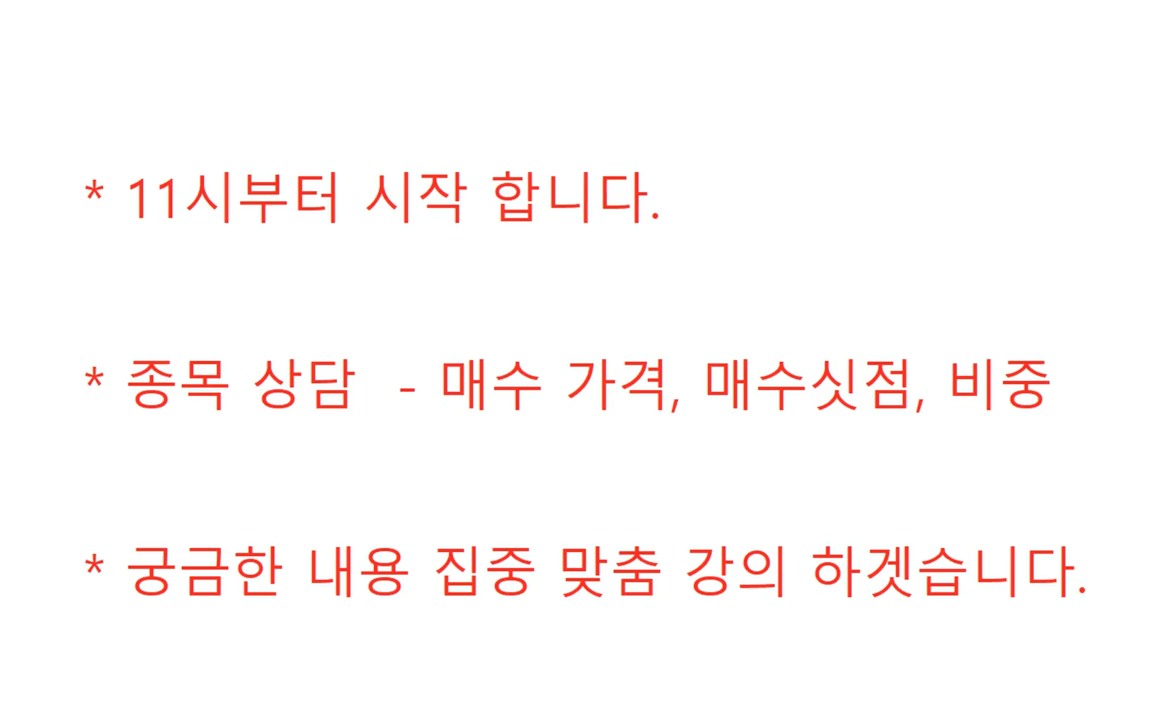 * 11시부터 시작 합니다.
* 종목 상담  - 매수 가격, 매수싯점, 비중
* 궁금한 내용 집중 맞춤 강의 하겟습니다.